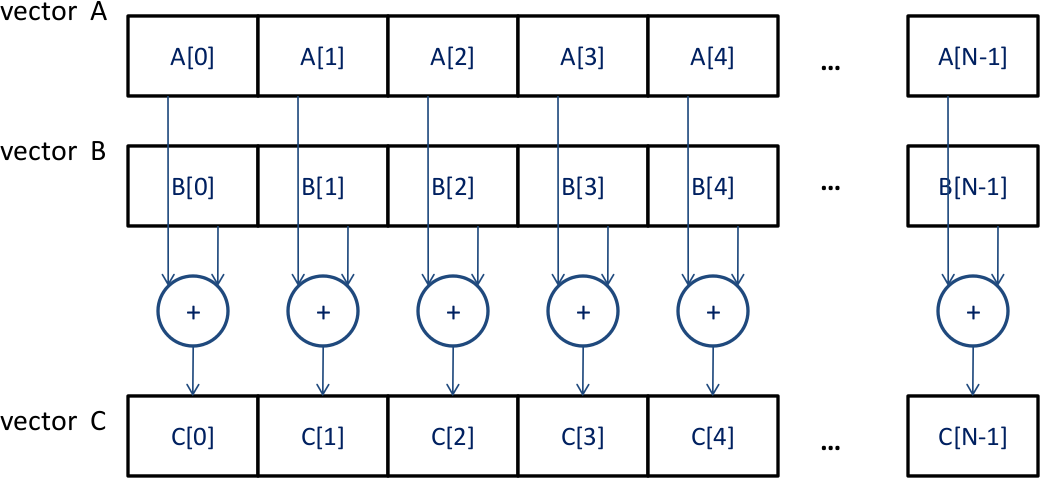 vector A
A[0] A[1] A[2] A[3] A[4] ... A[N-1]
vector B
B[0] B[1] B[2] B[3] B[4] ... B[N-1]
+ + + + + +
vector C
C[0] C[1] C[2] C[3] C[4] ... C[N-1]